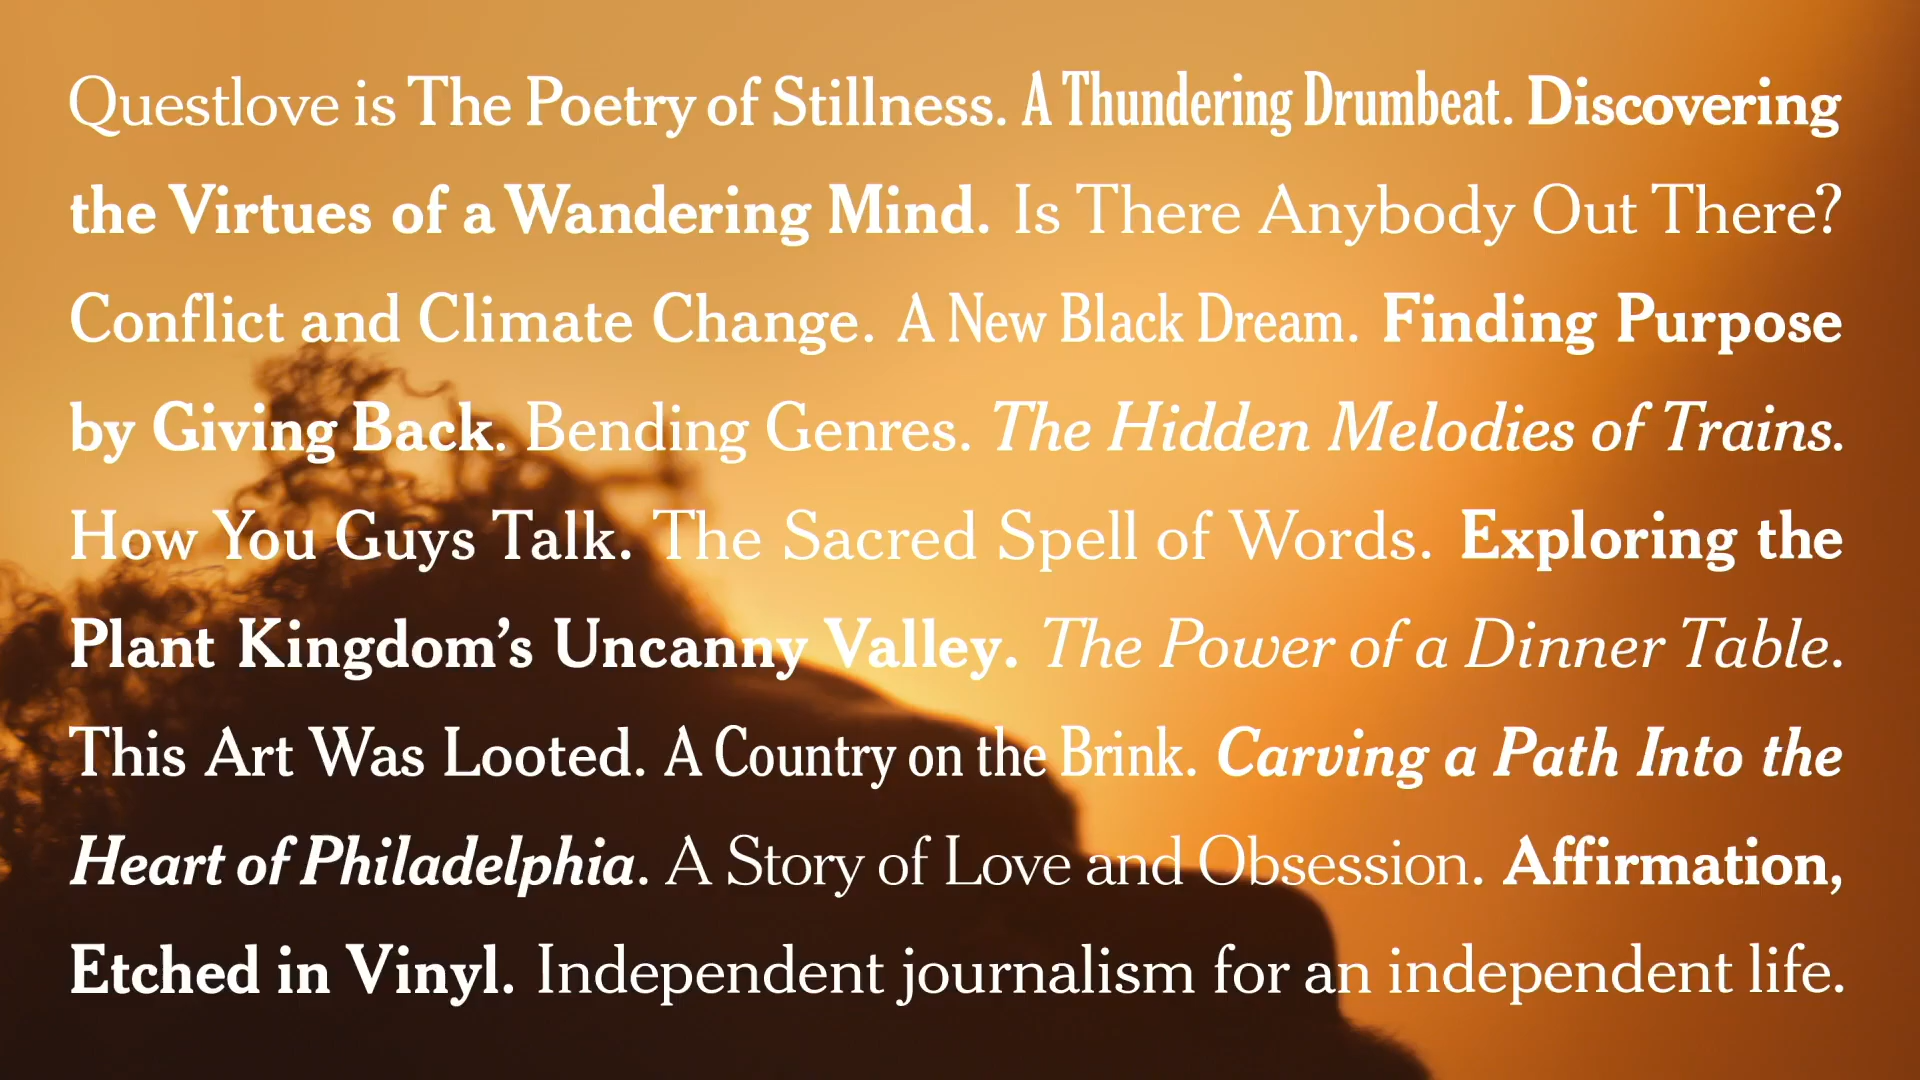 Questlove is The Poetry of Stillness. A Thundering Drumbeat. Discovering
the Virtues of a Wandering Mind. Is There Anybody Out There?
Conflict and Climate Change. A New Black Dream. Finding Purpose
by Giving Back. Bending Genres. The Hidden Melodies of Trains.
How You Guys Talk. The Sacred Spell of Words. Exploring the
Plant Kingdom’s Uncanny Valley. The Power of a Dinner Table.
This Art Was Looted. A Country on the Brink. Carving a Path Into the
Heart of Philadelphia. A Story of Love and Obsession. Affirmation,
Etched in Vinyl. Independent journalism for an independent life.